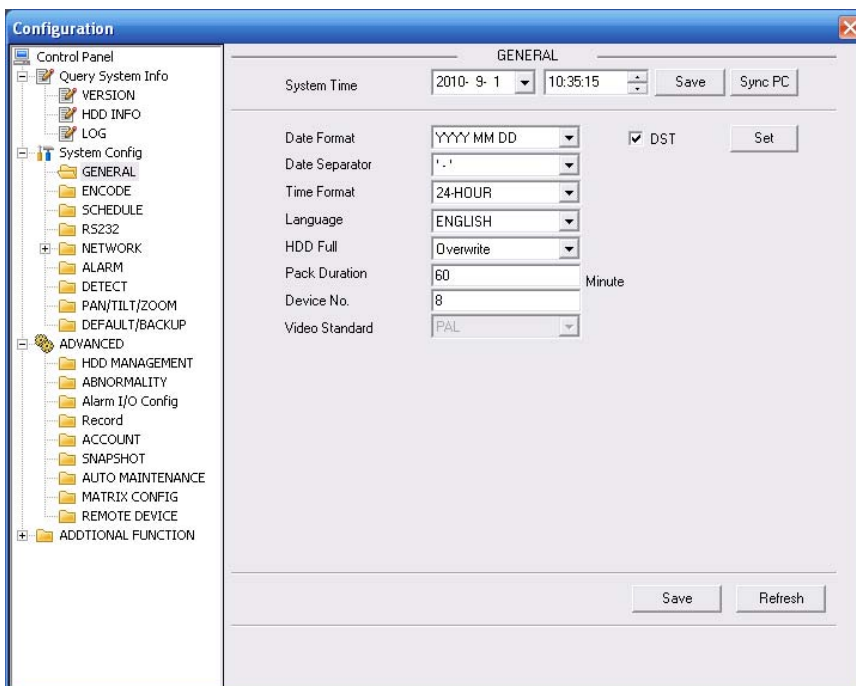 Configuration
Control Panel
Query System Info
VERSION
HDD INFO
LOG
System Config
GENERAL
ENCODE
SCHEDULE
RS232
NETWORK
ALARM
DETECT
PAN/TILT/ZOOM
DEFAULT/BACKUP
ADVANCED
HDD MANAGEMENT
ABNORMALITY
Alarm I/O Config
Record
ACCOUNT
SNAPSHOT
AUTO MAINTENANCE
MATRIX CONFIG
REMOTE DEVICE
ADDTIONAL FUNCTION
GENERAL
System Time 2010- 9- 1 10:35:15 Save Sync PC
Date Format YYYY MM DD DST Set
Date Separator '-'
Time Format 24-HOUR
Language ENGLISH
HDD Full Overwrite
Pack Duration 60 Minute
Device No. 8
Video Standard PAL
Save Refresh